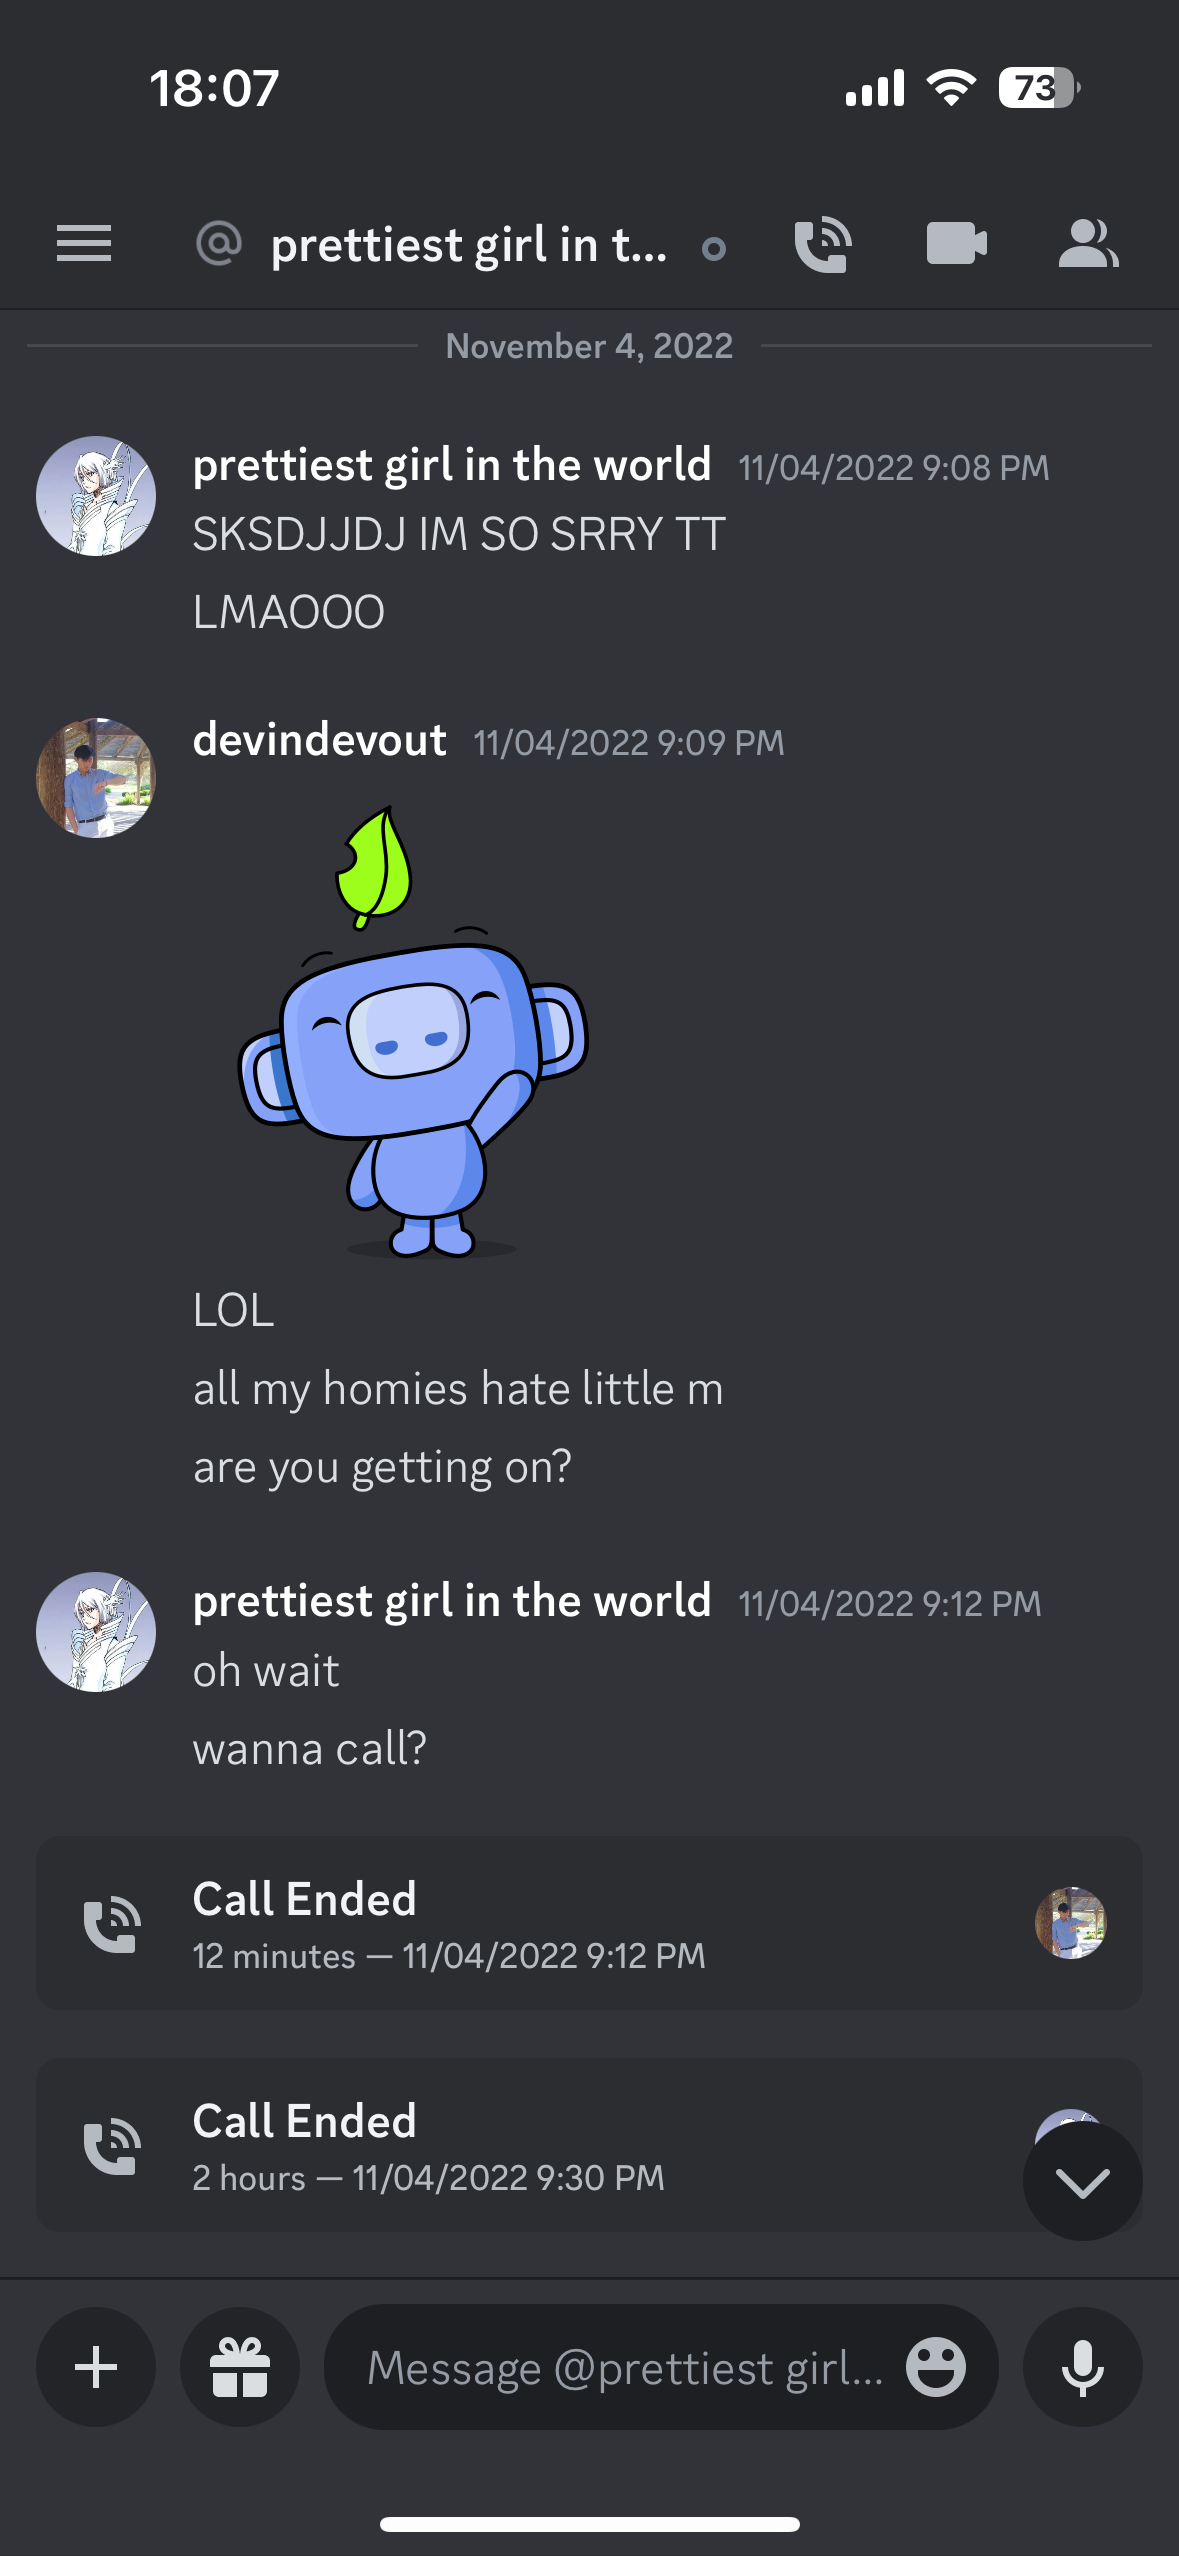 18:07
73
@ prettiest girl in t...
November 4, 2022
prettiest girl in the world 11/04/2022 9:08 PM
SKSDJJDJ IM SO SRRY TT
LMAOOO
devindevout 11/04/2022 9:09 PM
LOL
all my homies hate little m
are you getting on?
prettiest girl in the world 11/04/2022 9:12 PM
oh wait
wanna call?
Call Ended
12 minutes — 11/04/2022 9:12 PM
Call Ended
2 hours — 11/04/2022 9:30 PM
Message @prettiest girl...